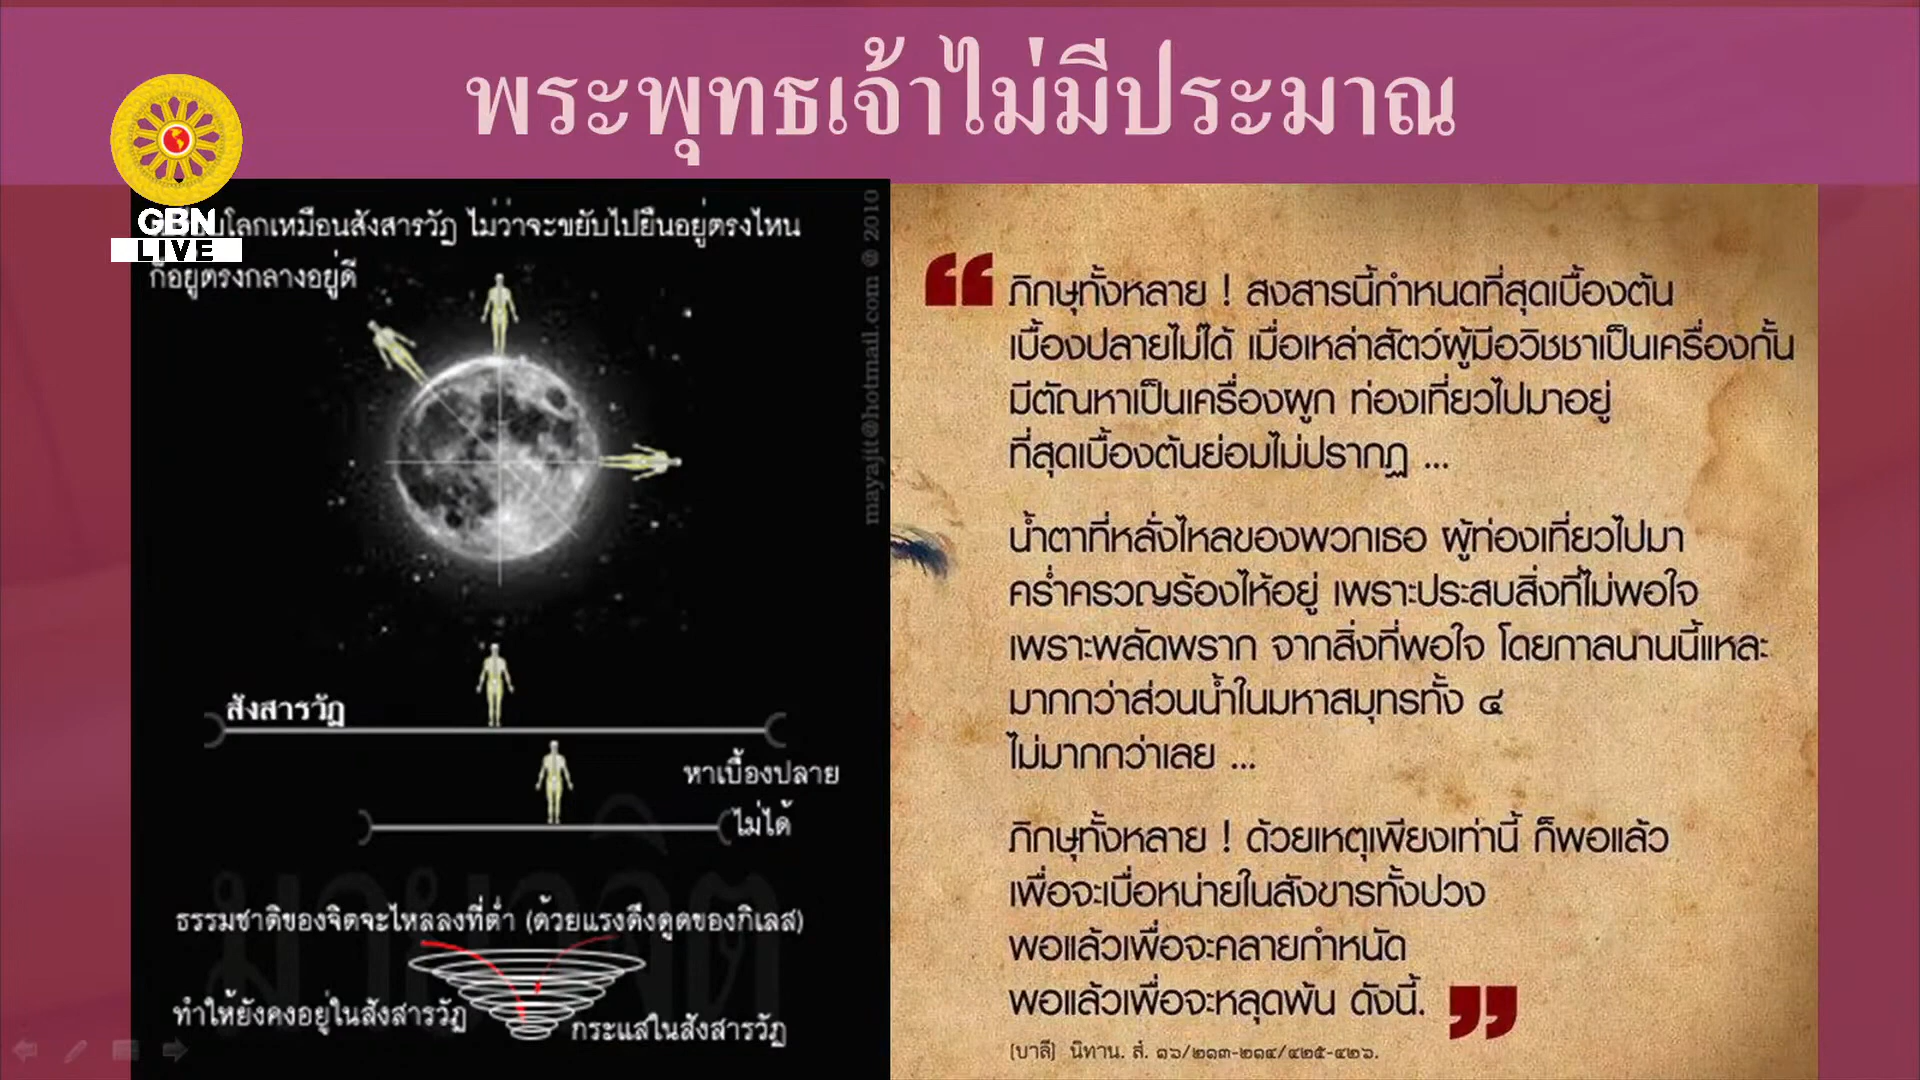 พระพุทธเจ้าไม่มีประมาณ
GBN
LIVE
โลกเหมือนสังสารวัฏ ไม่ว่าจะขยับไปยืนอยู่ตรงไหน
ก็อยู่ตรงกลางอยู่ดี
mayajit@hotmail.com @ 2010
สังสารวัฏ
หาเบื้องปลาย
ไม่ได้
มายาจิต
ธรรมชาติของจิตจะไหลลงที่ต่ำ (ด้วยแรงดึงดูดของกิเลส)
ทำให้ยังคงอยู่ในสังสารวัฏ
กระแสในสังสารวัฏ
❝ ภิกษุทั้งหลาย ! สงสารนี้กำหนดที่สุดเบื้องต้น
เบื้องปลายไม่ได้ เมื่อเหล่าสัตว์ผู้มีอวิชชาเป็นเครื่องกั้น
มีตัณหาเป็นเครื่องผูก ท่องเที่ยวไปมาอยู่
ที่สุดเบื้องต้นย่อมไม่ปรากฏ ...
น้ำตาที่หลั่งไหลของพวกเธอ ผู้ท่องเที่ยวไปมา
คร่ำครวญร้องไห้อยู่ เพราะประสบสิ่งที่ไม่พอใจ
เพราะพลัดพราก จากสิ่งที่พอใจ โดยกาลนานนี้แหละ
มากกว่าส่วนน้ำในมหาสมุทรทั้ง ๔
ไม่มากกว่าเลย ...
ภิกษุทั้งหลาย ! ด้วยเหตุเพียงเท่านี้ ก็พอแล้ว
เพื่อจะเบื่อหน่ายในสังขารทั้งปวง
พอแล้วเพื่อจะคลายกำหนัด
พอแล้วเพื่อจะหลุดพ้น ดังนี้. ❞
(บาลี) นิทาน. สํ. ๑๖/๒๑๓-๒๑๔/๔๒๕-๔๒๖.